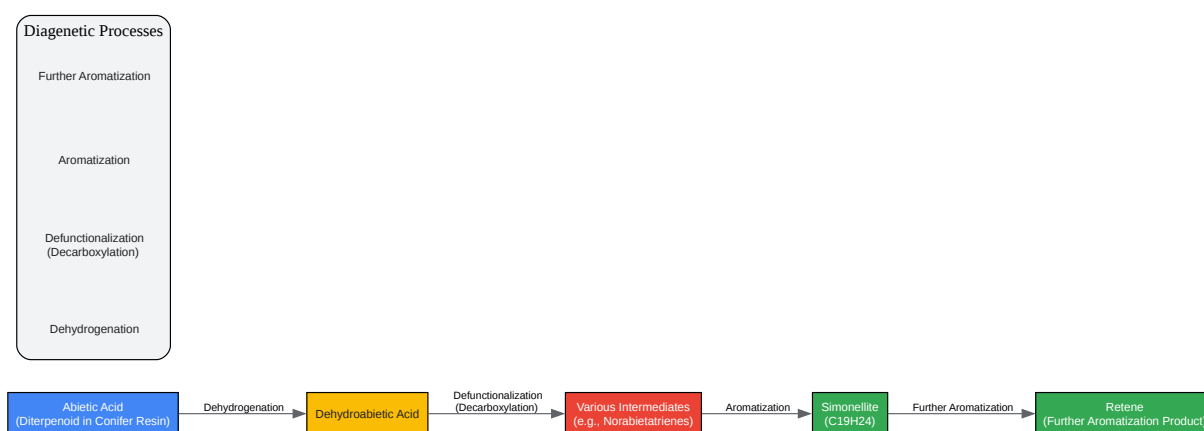 Diagenetic Processes
Further Aromatization
Aromatization
Defunctionalization
(Decarboxylation)
Dehydrogenation
Abietic Acid
(Diterpenoid in Conifer Resin)
Dehydrogenation
Dehydroabietic Acid
Defunctionalization
(Decarboxylation)
Various Intermediates
(e.g., Norabietatrienes)
Aromatization
Simonellite
(C19H24)
Further Aromatization
Retene
(Further Aromatization Product)